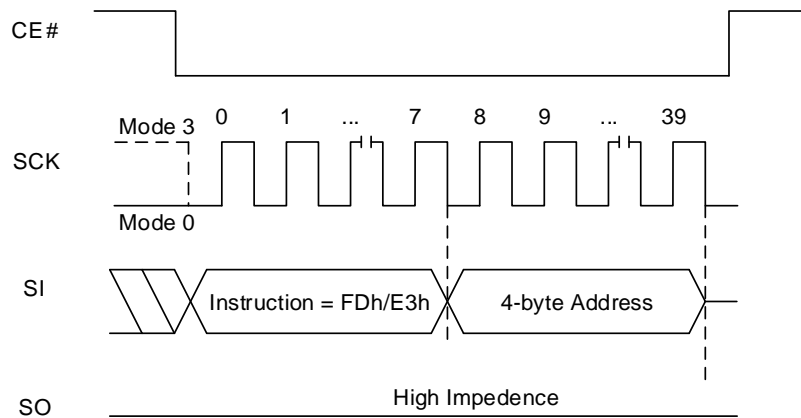 CE#
0 1 ... 7 8 9 ... 39
Mode 3
SCK
Mode 0
SI
Instruction = FDh/E3h
4-byte Address
High Impedence
SO